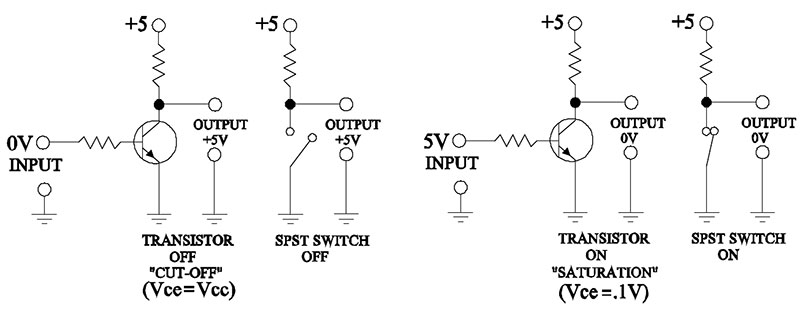 +5
+5
+5
+5
OUTPUT
+5V
OUTPUT
+5V
OUTPUT
0V
OUTPUT
0V
0V
INPUT
5V
INPUT
TRANSISTOR
OFF
"CUT-OFF"
(Vce=Vcc)
SPST SWITCH
OFF
TRANSISTOR
ON
"SATURATION"
(Vce=.1V)
SPST SWITCH
ON